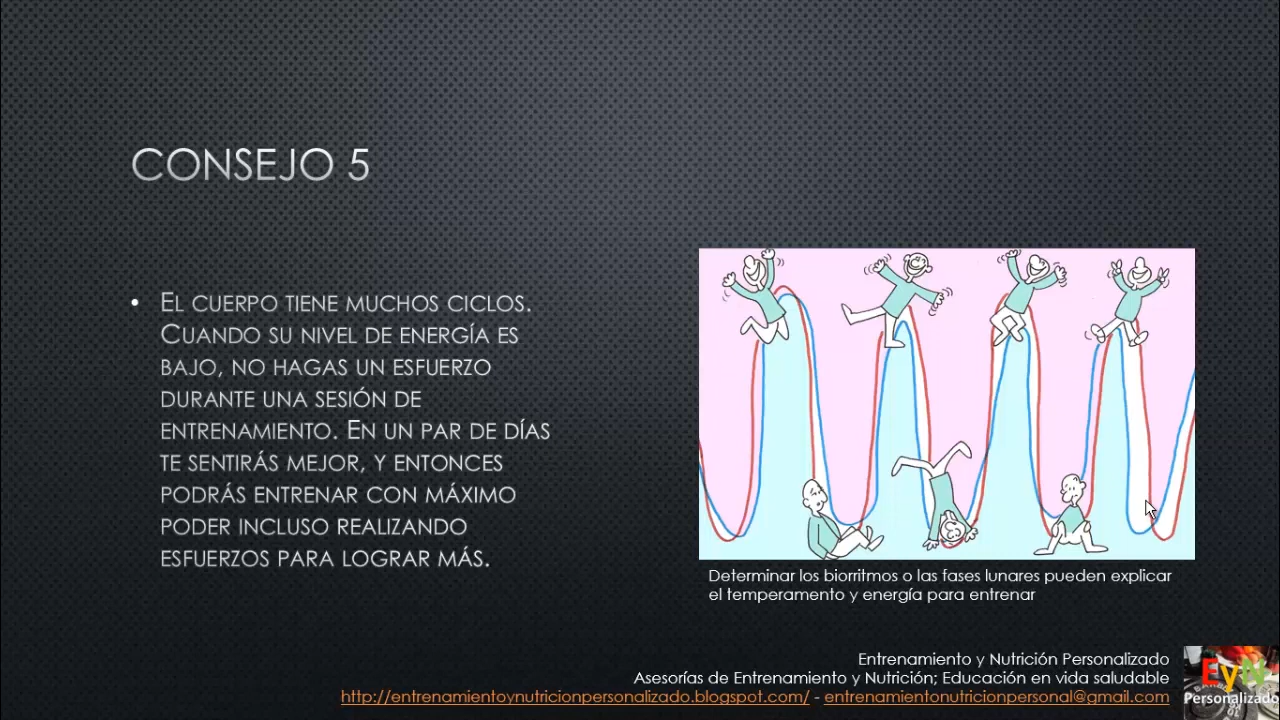 CONSEJO 5
• EL CUERPO TIENE MUCHOS CICLOS.
CUANDO SU NIVEL DE ENERGÍA ES
BAJO, NO HAGAS UN ESFUERZO
DURANTE UNA SESIÓN DE
ENTRENAMIENTO. EN UN PAR DE DÍAS
TE SENTIRÁS MEJOR, Y ENTONCES
PODRÁS ENTRENAR CON MÁXIMO
PODER INCLUSO REALIZANDO
ESFUERZOS PARA LOGRAR MÁS.
Determinar los biorritmos o las fases lunares pueden explicar
el temperamento y energía para entrenar
Entrenamiento y Nutrición Personalizado
Asesorías de Entrenamiento y Nutrición; Educación en vida saludable
http://entrenamientoynutricionpersonalizado.blogspot.com/ - entrenamientonutricionpersonal@gmail.com
EyN
Personalizado